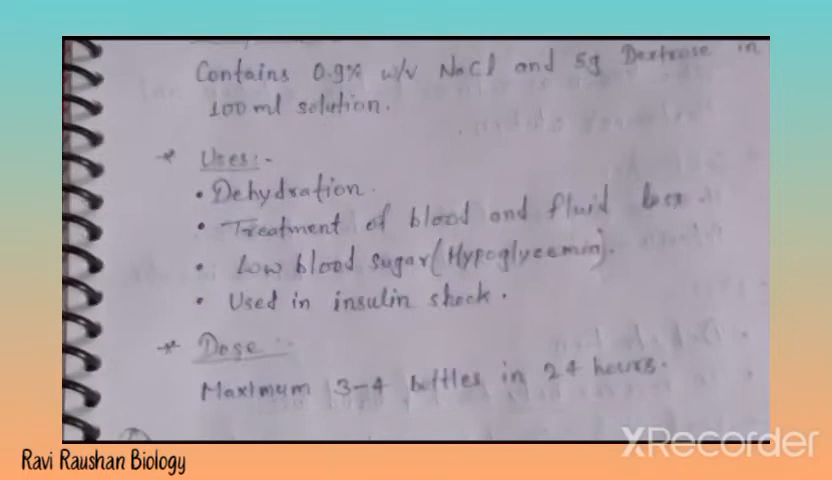 Contains 0.9% w/v NaCl and 5g Dextrose in
100 ml solution.
* Uses:-
• Dehydration.
• Treatment of blood and fluid loss.
• Low blood sugar (Hypoglycemin).
• Used in insulin shock.
* Dose:-
Maximum 3-4 bottles in 24 hours.
XRecorder
Ravi Raushan Biology